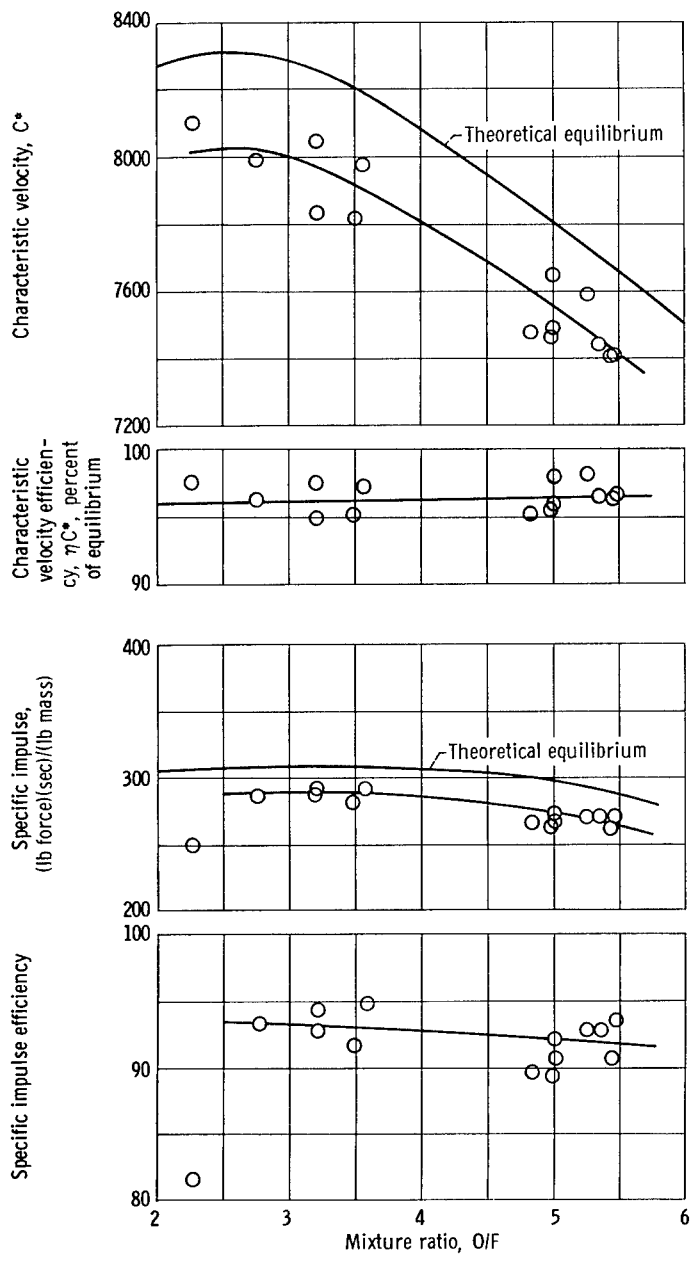 8400
8000
7600
7200
Characteristic velocity, C*
Theoretical equilibrium
100
90
Characteristic
velocity efficien-
cy, ηC*, percent
of equilibrium
400
300
200
Specific impulse,
(lb force)(sec)/(lb mass)
Theoretical equilibrium
100
90
80
Specific impulse efficiency
2 3 4 5 6
Mixture ratio, O/F